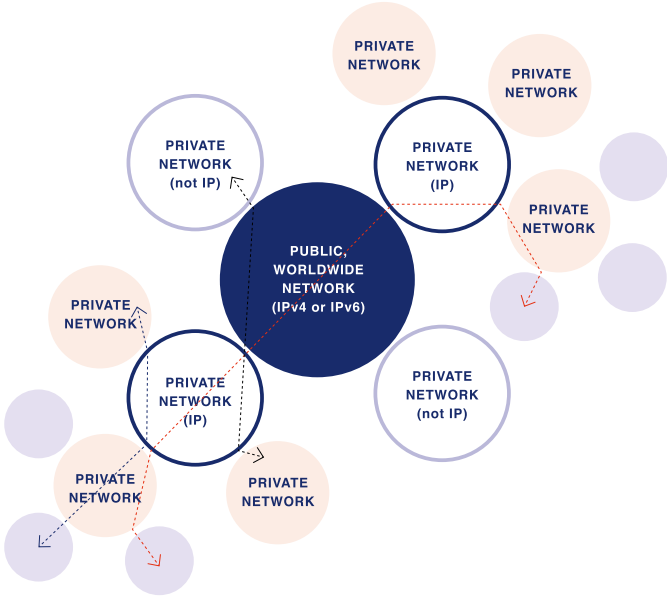 PRIVATE
NETWORK
PRIVATE
NETWORK
PRIVATE
NETWORK
(not IP)
PRIVATE
NETWORK
(IP)
PRIVATE
NETWORK
PUBLIC,
WORLDWIDE
NETWORK
(IPv4 or IPv6)
PRIVATE
NETWORK
PRIVATE
NETWORK
(IP)
PRIVATE
NETWORK
(not IP)
PRIVATE
NETWORK
PRIVATE
NETWORK